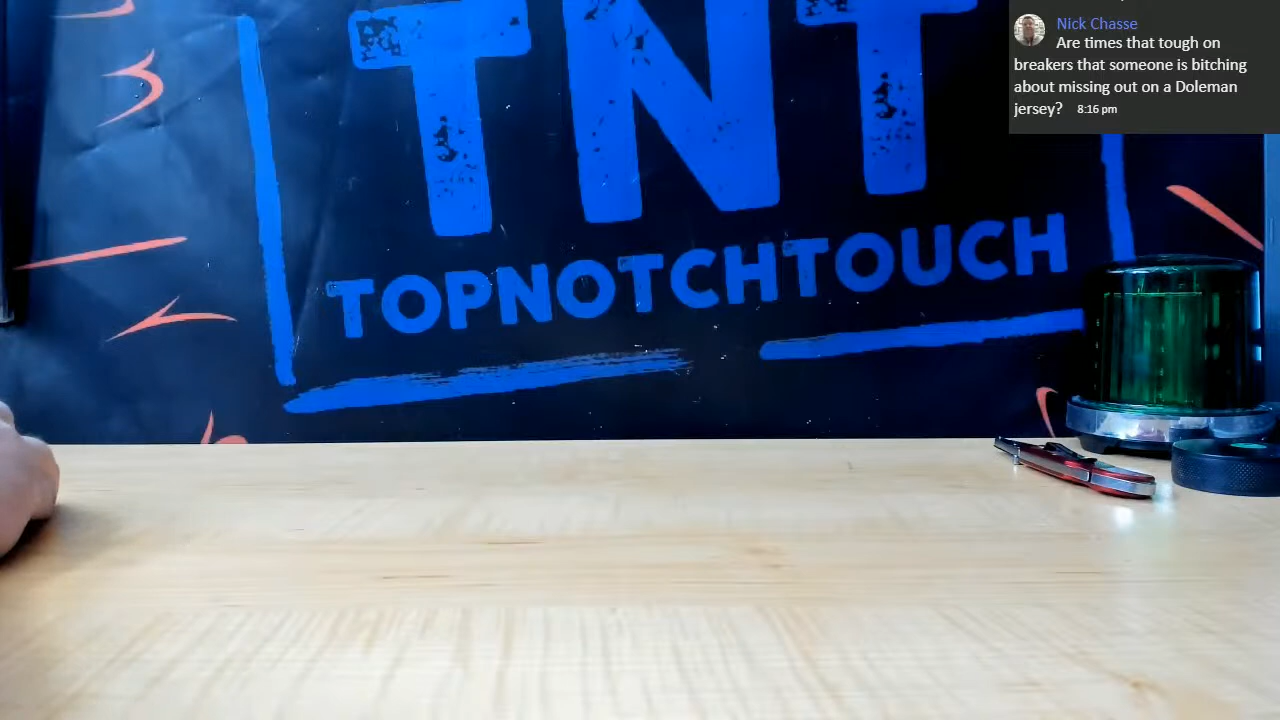 TNT
TOPNOTCHTOUCH
Nick Chasse
Are times that tough on
breakers that someone is bitching
about missing out on a Doleman
jersey? 8:16 pm